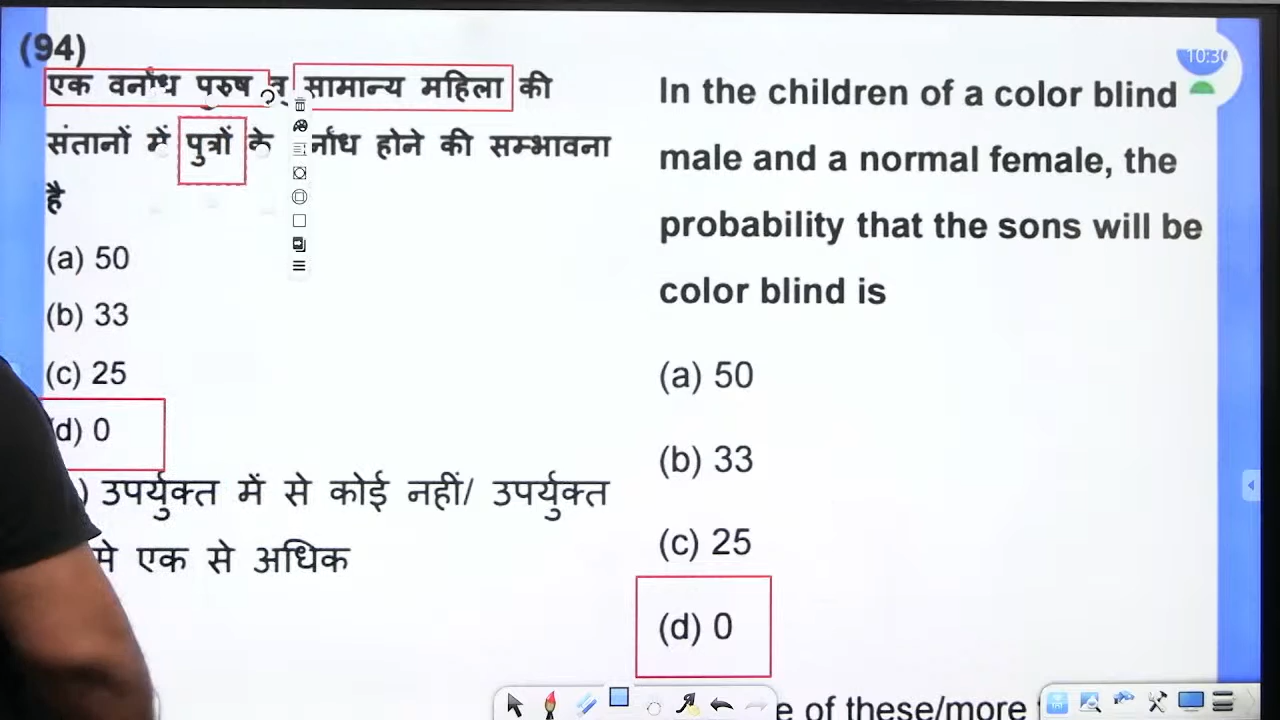 (94)
एक वर्नांध पुरुष व् सामान्य महिला की
संतानों में पुत्रों के र्नांध होने की सम्भावना
है
(a) 50
(b) 33
(c) 25
d) 0
) उपर्युक्त में से कोई नहीं/ उपर्युक्त
मे एक से अधिक
In the children of a color blind
male and a normal female, the
probability that the sons will be
color blind is
(a) 50
(b) 33
(c) 25
(d) 0
e of these/more
10:30